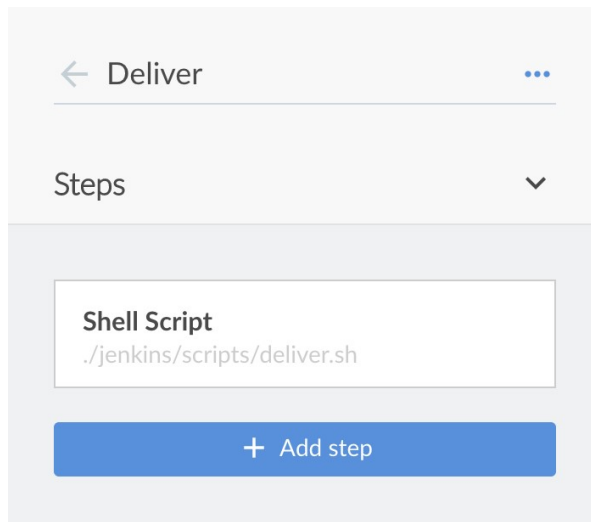 Deliver
Steps
Shell Script
./jenkins/scripts/deliver.sh
+ Add step